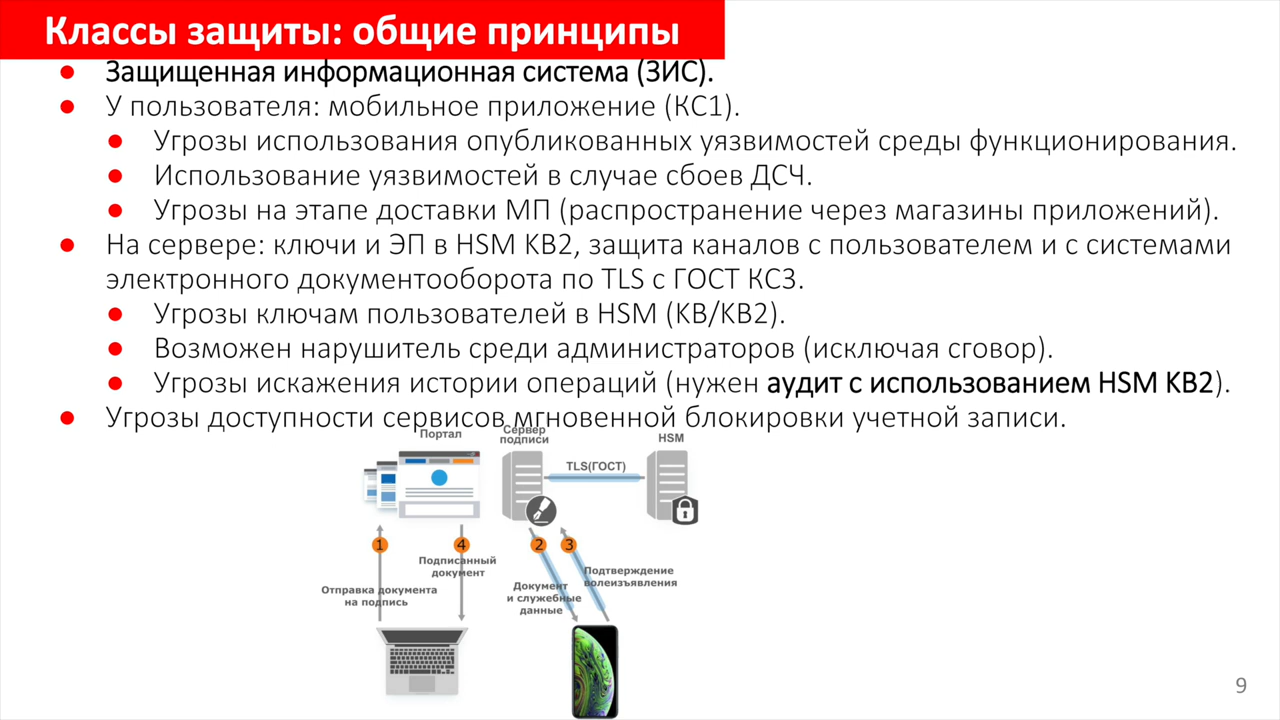 Классы защиты: общие принципы
● Защищенная информационная система (ЗИС).
● У пользователя: мобильное приложение (КС1).
● Угрозы использования опубликованных уязвимостей среды функционирования.
● Использование уязвимостей в случае сбоев ДСЧ.
● Угрозы на этапе доставки МП (распространение через магазины приложений).
● На сервере: ключи и ЭП в HSM KB2, защита каналов с пользователем и с системами
электронного документооборота по TLS с ГОСТ КС3.
● Угрозы ключам пользователей в HSM (KB/KB2).
● Возможен нарушитель среди администраторов (исключая сговор).
● Угрозы искажения истории операций (нужен аудит с использованием HSM KB2).
● Угрозы доступности сервисов мгновенной блокировки учетной записи.
Портал
Сервер
подписи
HSM
TLS(ГОСТ)
1
4
2
3
Подписанный
документ
Отправка документа
на подпись
Документ
и служебные
данные
Подтверждение
волеизъявления
9